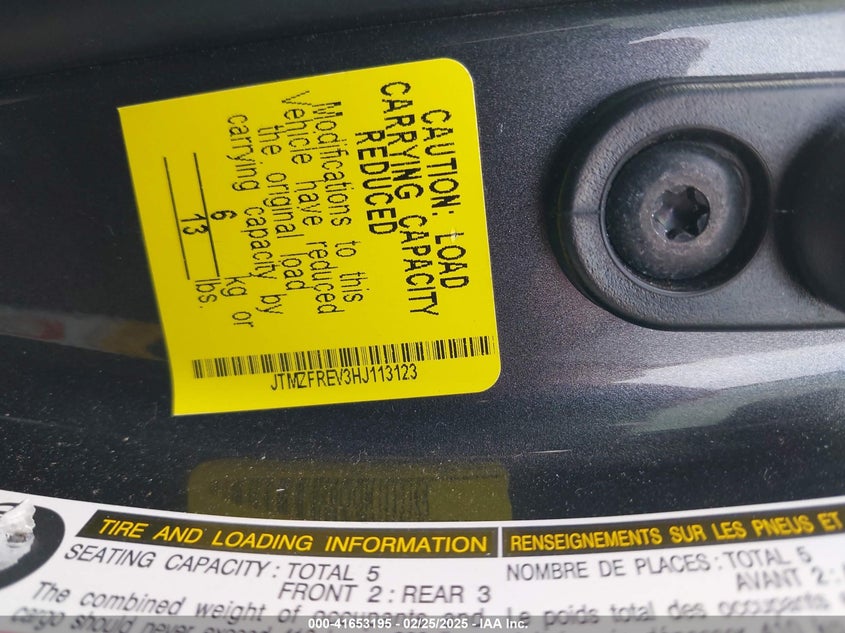 CAUTION: LOAD
CARRYING CAPACITY
REDUCED
Modifications to this
vehicle have reduced
the original load
carrying capacity by
6 kg or
13 lbs.
JTMZFREV3HJ113123
TIRE AND LOADING INFORMATION
RENSEIGNEMENTS SUR LES PNEUS ET
SEATING CAPACITY: TOTAL 5
FRONT 2: REAR 3
NOMBRE DE PLACES: TOTAL 5
AVANT 2:
The combined weight of occupants and
cargo should never exceed
Le poids total des occupants
000-41653195 - 02/25/2025 - IAA Inc.